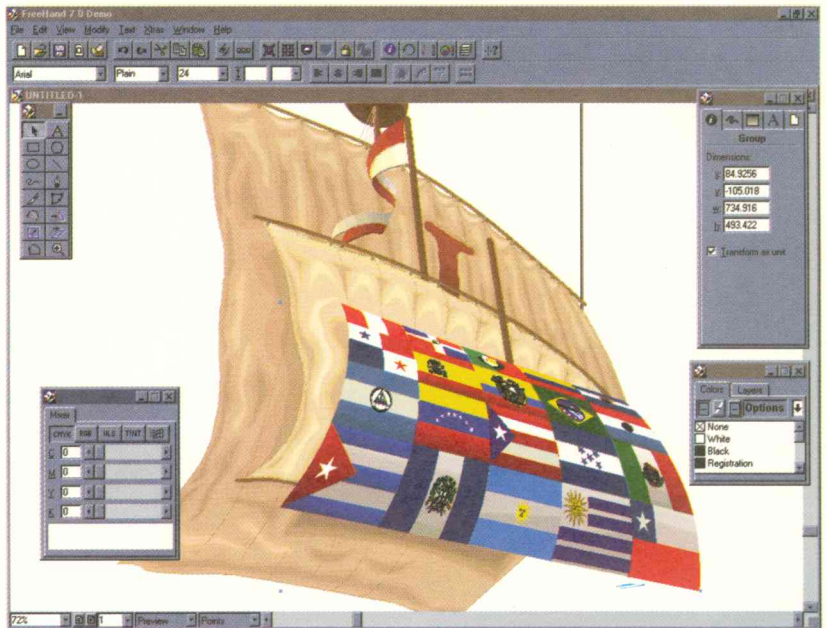 FreeHand 7.0 Demo
File Edit View Modify Text Xtras Window Help
Arial Plain 24
UNTITLED-1
Group
Dimensions:
x: 84.9256
y: -105.018
w: 734.916
h: 493.422
Transform as unit
Mixer
CMYK RGB HLS TINT
C 0
M 0
Y 0
K 0
Colors Layers
Options
None
White
Black
Registration
72% 1 Preview Points